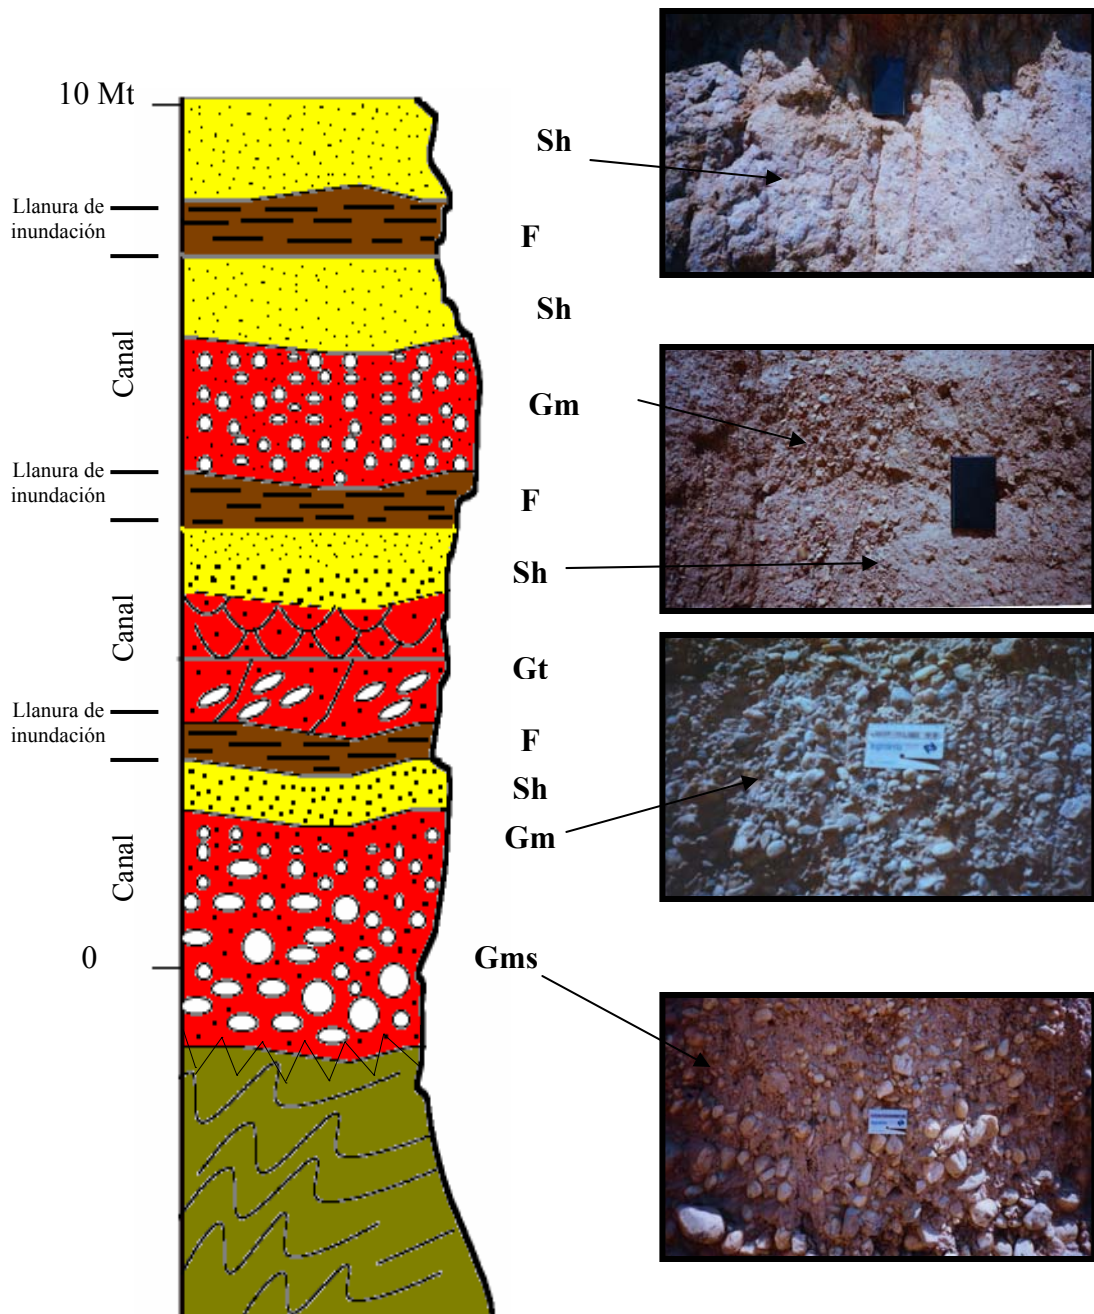 10 Mt
Sh
Llanura de
inundación
F
Sh
Canal
Gm
Llanura de
inundación
F
Sh
Canal
Gt
Llanura de
inundación
F
Sh
Gm
Canal
0
Gms